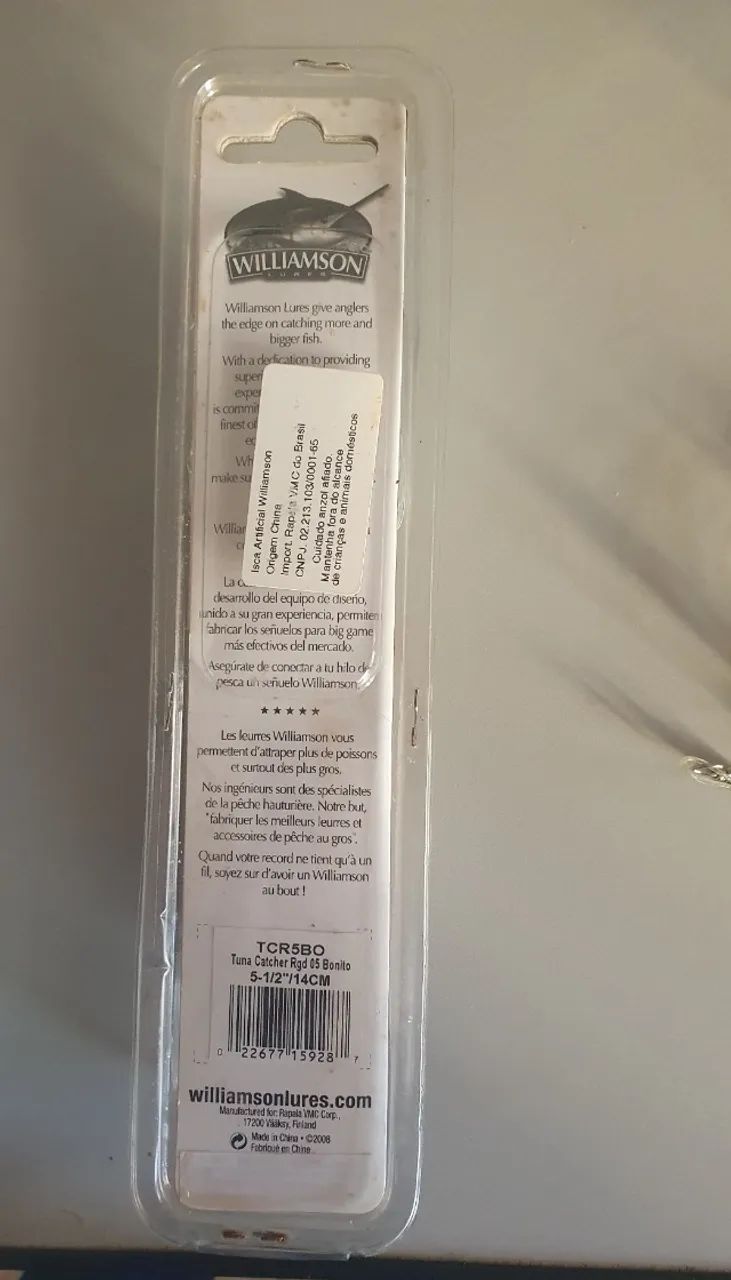 WILLIAMSON
LURES
Williamson Lures give anglers
the edge on catching more and
bigger fish.
With a dedication to providing
super
exper
is commit
finest of
ec
Wh
make su
Isca Artificial Williamson
Origem China
Import. Rapala VMC do Brasil
CNPJ. 02.213.103/0001-65
Cuidado anzol afiado.
Mantenha fora do alcance
de crianças e animais domésticos
Willian
co
La c
desarrollo del equipo de diseño,
unido a su gran experiencia, permiten
fabricar los señuelos para big game
más efectivos del mercado.
Asegúrate de conectar a tu hilo de
pesca un señuelo Williamson
★★★★★
Les leurres Williamson vous
permettent d'attraper plus de poissons
et surtout des plus gros.
Nos ingénieurs sont des spécialistes
de la pêche hauturière. Notre but,
"fabriquer les meilleurs leurres et
accessoires de pêche au gros".
Quand votre record ne tient qu'à un
fil, soyez sur d'avoir un Williamson
au bout !
TCR5BO
Tuna Catcher Rgd 05 Bonito
5-1/2"/14CM
0 22677 15928 7
williamsonlures.com
Manufactured for: Rapala VMC Corp.,
17200 Vääksy, Finland
Made in China • ©2008
Fabriqué en Chine